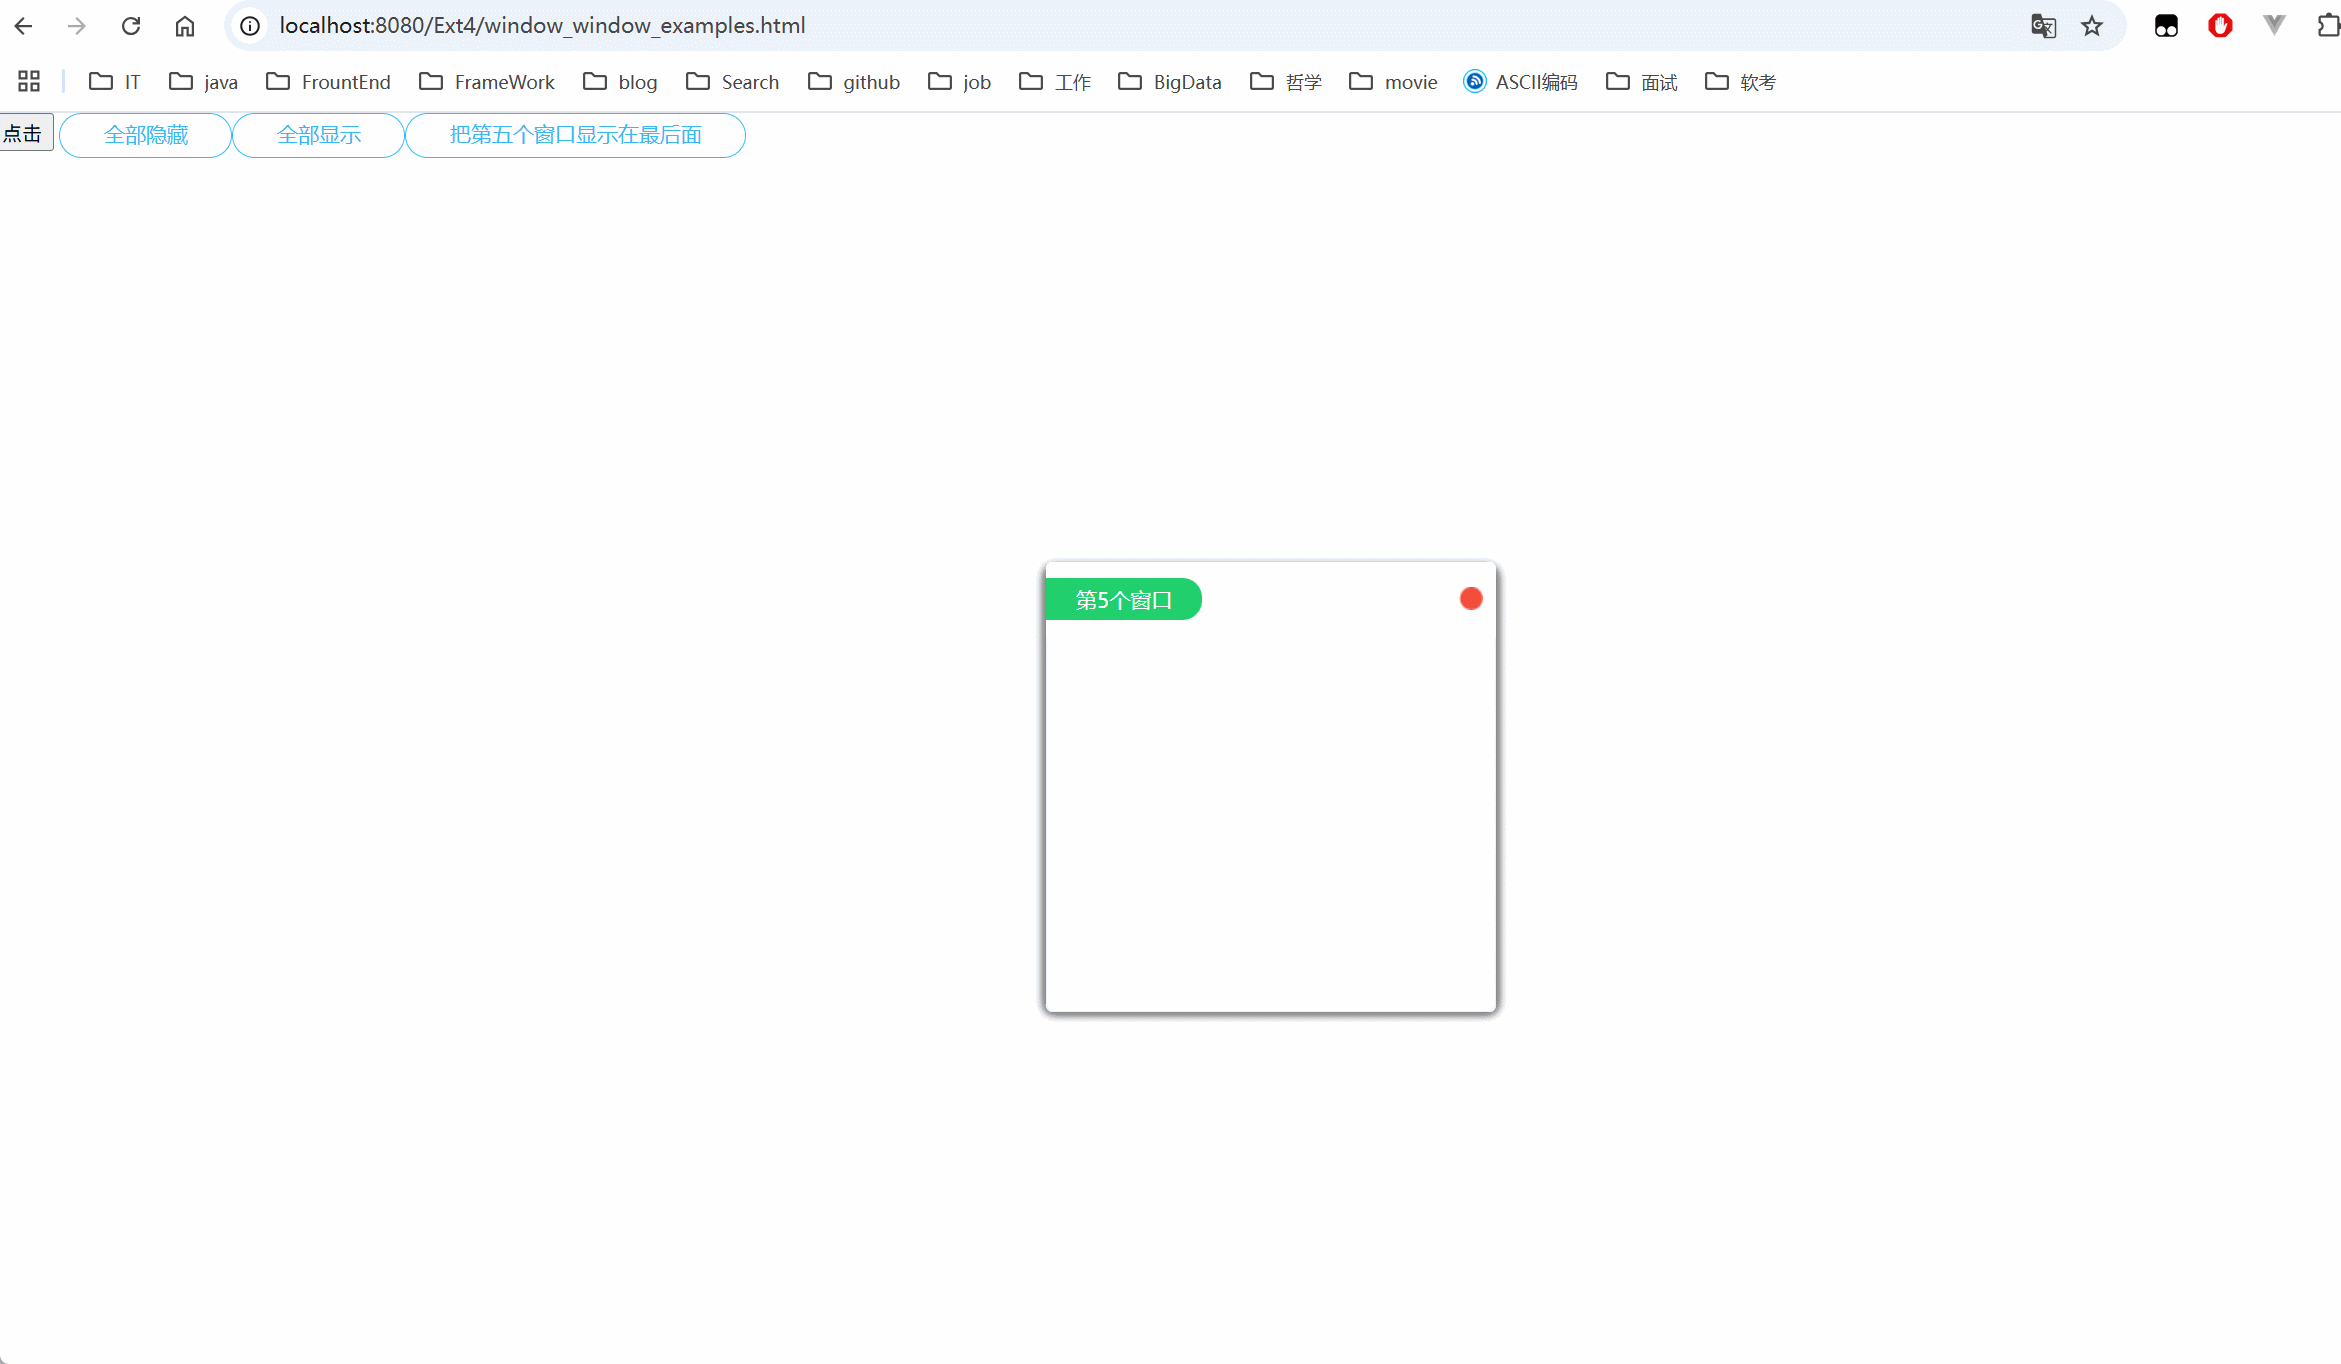 localhost:8080/Ext4/window_window_examples.html
IT java FrountEnd FrameWork blog Search github job 工作 BigData 哲学 movie ASCII编码 面试 软考
点击 全部隐藏 全部显示 把第五个窗口显示在最后面
第5个窗口